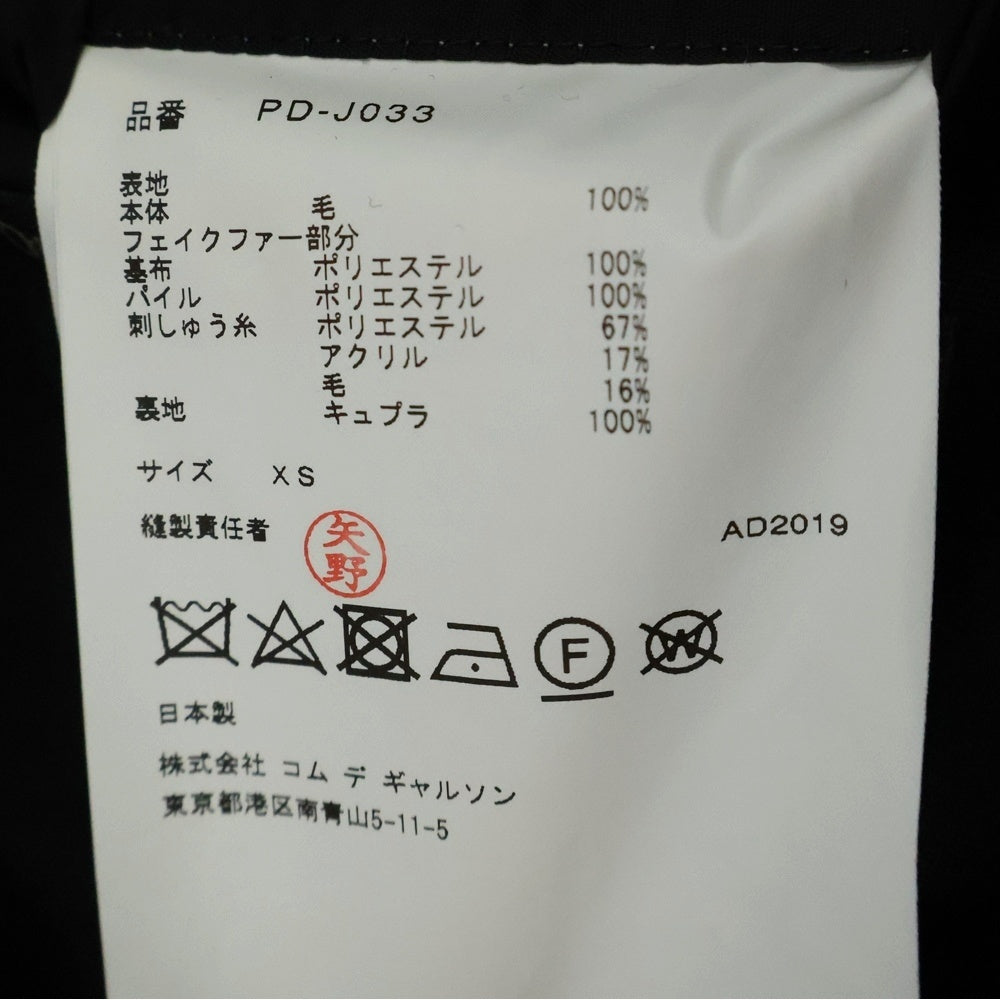 品番 PD-J033
表地
本体 毛 100%
フェイクファー部分
基布 ポリエステル 100%
パイル ポリエステル 100%
刺しゅう糸 ポリエステル 67%
アクリル 17%
毛 16%
裏地 キュプラ 100%
サイズ XS
縫製責任者 矢野 AD2019
F W
日本製
株式会社 コム デ ギャルソン
東京都港区南青山5-11-5